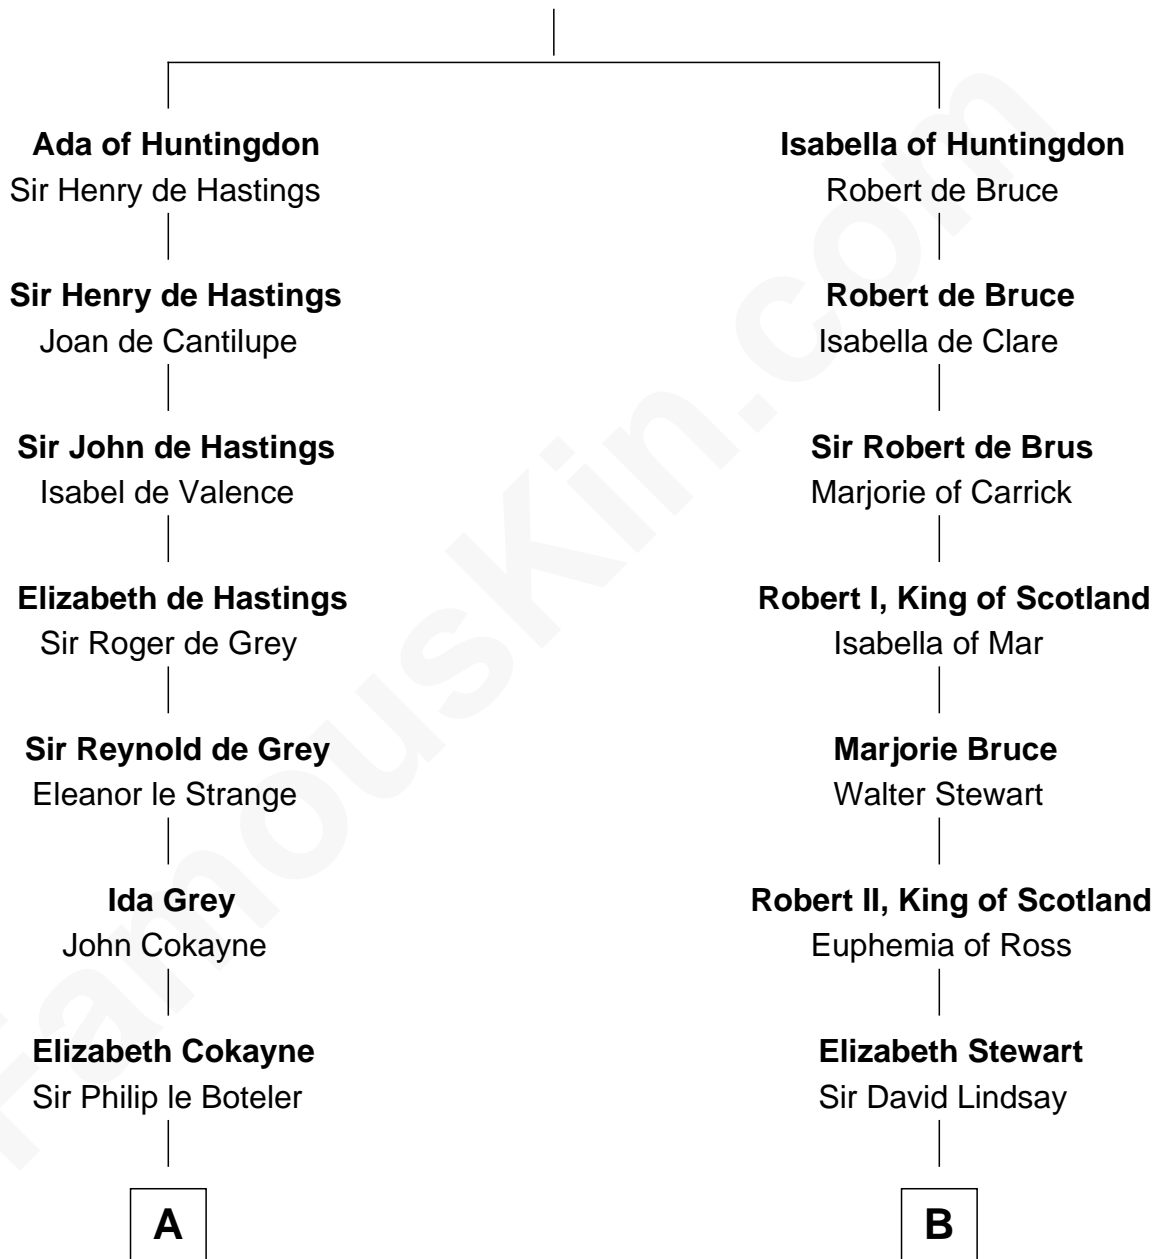 Ada of Huntingdon
Sir Henry de Hastings
Isabella of Huntingdon
Robert de Bruce
Sir Henry de Hastings
Joan de Cantilupe
Robert de Bruce
Isabella de Clare
Sir John de Hastings
Isabel de Valence
Sir Robert de Brus
Marjorie of Carrick
Elizabeth de Hastings
Sir Roger de Grey
Robert I, King of Scotland
Isabella of Mar
Sir Reynold de Grey
Eleanor le Strange
Marjorie Bruce
Walter Stewart
Ida Grey
John Cokayne
Robert II, King of Scotland
Euphemia of Ross
Elizabeth Cokayne
Sir Philip le Boteler
Elizabeth Stewart
Sir David Lindsay
A
B
FamousKin.com